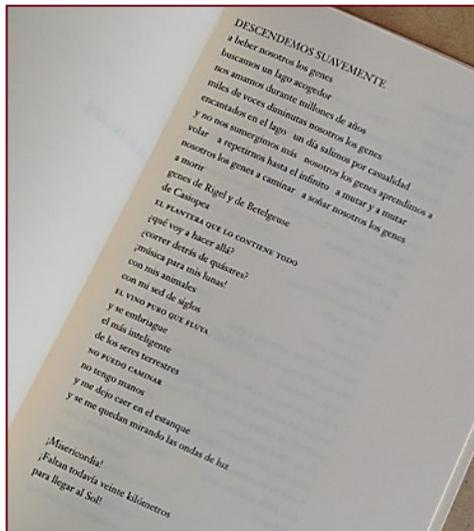 DESCENDEMOS SUAVEMENTE
a beber nosotros los genes
buscamos un lago acogedor
nos amamos durante millones de años
miles de voces diminutas nosotros los genes
encantados en el lago un día salimos por casualidad
y no nos sumergimos más nosotros los genes aprendimos a
volar a repetirnos hasta el infinito a mutar y a mutar
nosotros los genes a caminar a soñar nosotros los genes
a morir
genes de Rigel y de Betelgeuse
de Casiopea
EL PLANTERA QUE LO CONTIENE TODO
¿qué voy a hacer allá?
¿correr detrás de quásares?
¡música para mis lunas!
con mis animales
con mi sed de siglos
EL VINO PURO QUE FLUYA
y se embriague
el más inteligente
de los seres terrestres
NO PUEDO CAMINAR
no tengo manos
y me dejo caer en el estanque
y se me quedan mirando las ondas de luz
¡Misericordia!
¡Faltan todavía veinte kilómetros
para llegar al Sol!